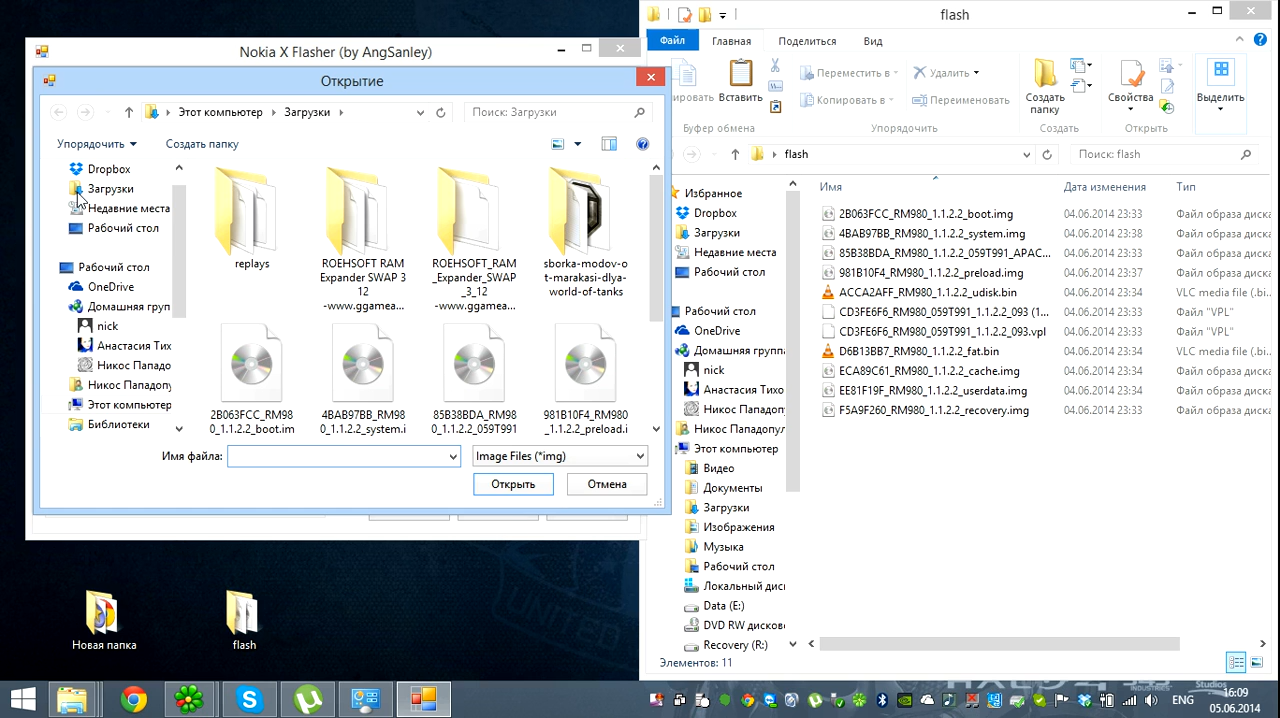 Nokia X Flasher (by AngSanley)
Открытие
Этот компьютер
Загрузки
Поиск: Загрузки
Упорядочить
Создать папку
Dropbox
Загрузки
Недавние места
Рабочий стол
Рабочий стол
OneDrive
Домашняя груп
nick
Анастасия Тих
Никос Пападо
Никос Пападопу
Этот компьютер
Библиотеки
replays
ROEHSOFT RAM
Expander SWAP 3
12
-www.ggamea...
ROEHSOFT_RAM
_Expander_SWAP
_3_12
-www.ggamea...
sborka-modov-o
t-marakasi-dlya-
world-of-tanks
2B063FCC_RM98
0_1.1.2.2_boot.im
4BAB97BB_RM98
0_1.1.2.2_system.i
85B38BDA_RM98
0_1.1.2.2_059T991
981B10F4_RM980
_1.1.2.2_preload.i
Имя файла:
Image Files (*img)
Открыть
Отмена
Новая папка
flash
flash
Файл
Главная
Поделиться
Вид
ировать
Вставить
Переместить в
Копировать в
Удалить
Переименовать
Создать
папку
Свойства
Выделить
Буфер обмена
Упорядочить
Создать
Открыть
flash
Поиск: flash
Избранное
Dropbox
Загрузки
Недавние места
Рабочий стол
Рабочий стол
OneDrive
Домашняя группа
nick
Анастасия Тихо
Никос Пападоп
Никос Пападопул
Этот компьютер
Видео
Документы
Загрузки
Изображения
Музыка
Рабочий стол
Локальный дис
Data (E:)
DVD RW дисково
Recovery (R:)
Имя
Дата изменения
Тип
2B063FCC_RM980_1.1.2.2_boot.img 04.06.2014 23:33 Файл образа диска
4BAB97BB_RM980_1.1.2.2_system.img 04.06.2014 23:38 Файл образа диска
85B38BDA_RM980_1.1.2.2_059T991_APAC... 04.06.2014 23:33 Файл образа диска
981B10F4_RM980_1.1.2.2_preload.img 04.06.2014 23:37 Файл образа диска
ACCA2AFF_RM980_1.1.2.2_udisk.bin 04.06.2014 23:34 VLC media file (.bi...
CD3FE6F6_RM980_059T991_1.1.2.2_093 (1... 04.06.2014 23:33 Файл "VPL"
CD3FE6F6_RM980_059T991_1.1.2.2_093.vpl 04.06.2014 23:33 Файл "VPL"
D6B13BB7_RM980_1.1.2.2_fat.bin 04.06.2014 23:34 VLC media file (.bi...
ECA89C61_RM980_1.1.2.2_cache.img 04.06.2014 23:34 Файл образа диска
EE81F19F_RM980_1.1.2.2_userdata.img 04.06.2014 23:34 Файл образа диска
F5A9F260_RM980_1.1.2.2_recovery.img 04.06.2014 23:33 Файл образа диска
Элементов: 11
UNITED
INDUSTRIES
Studios
ENG
16:09
05.06.2014